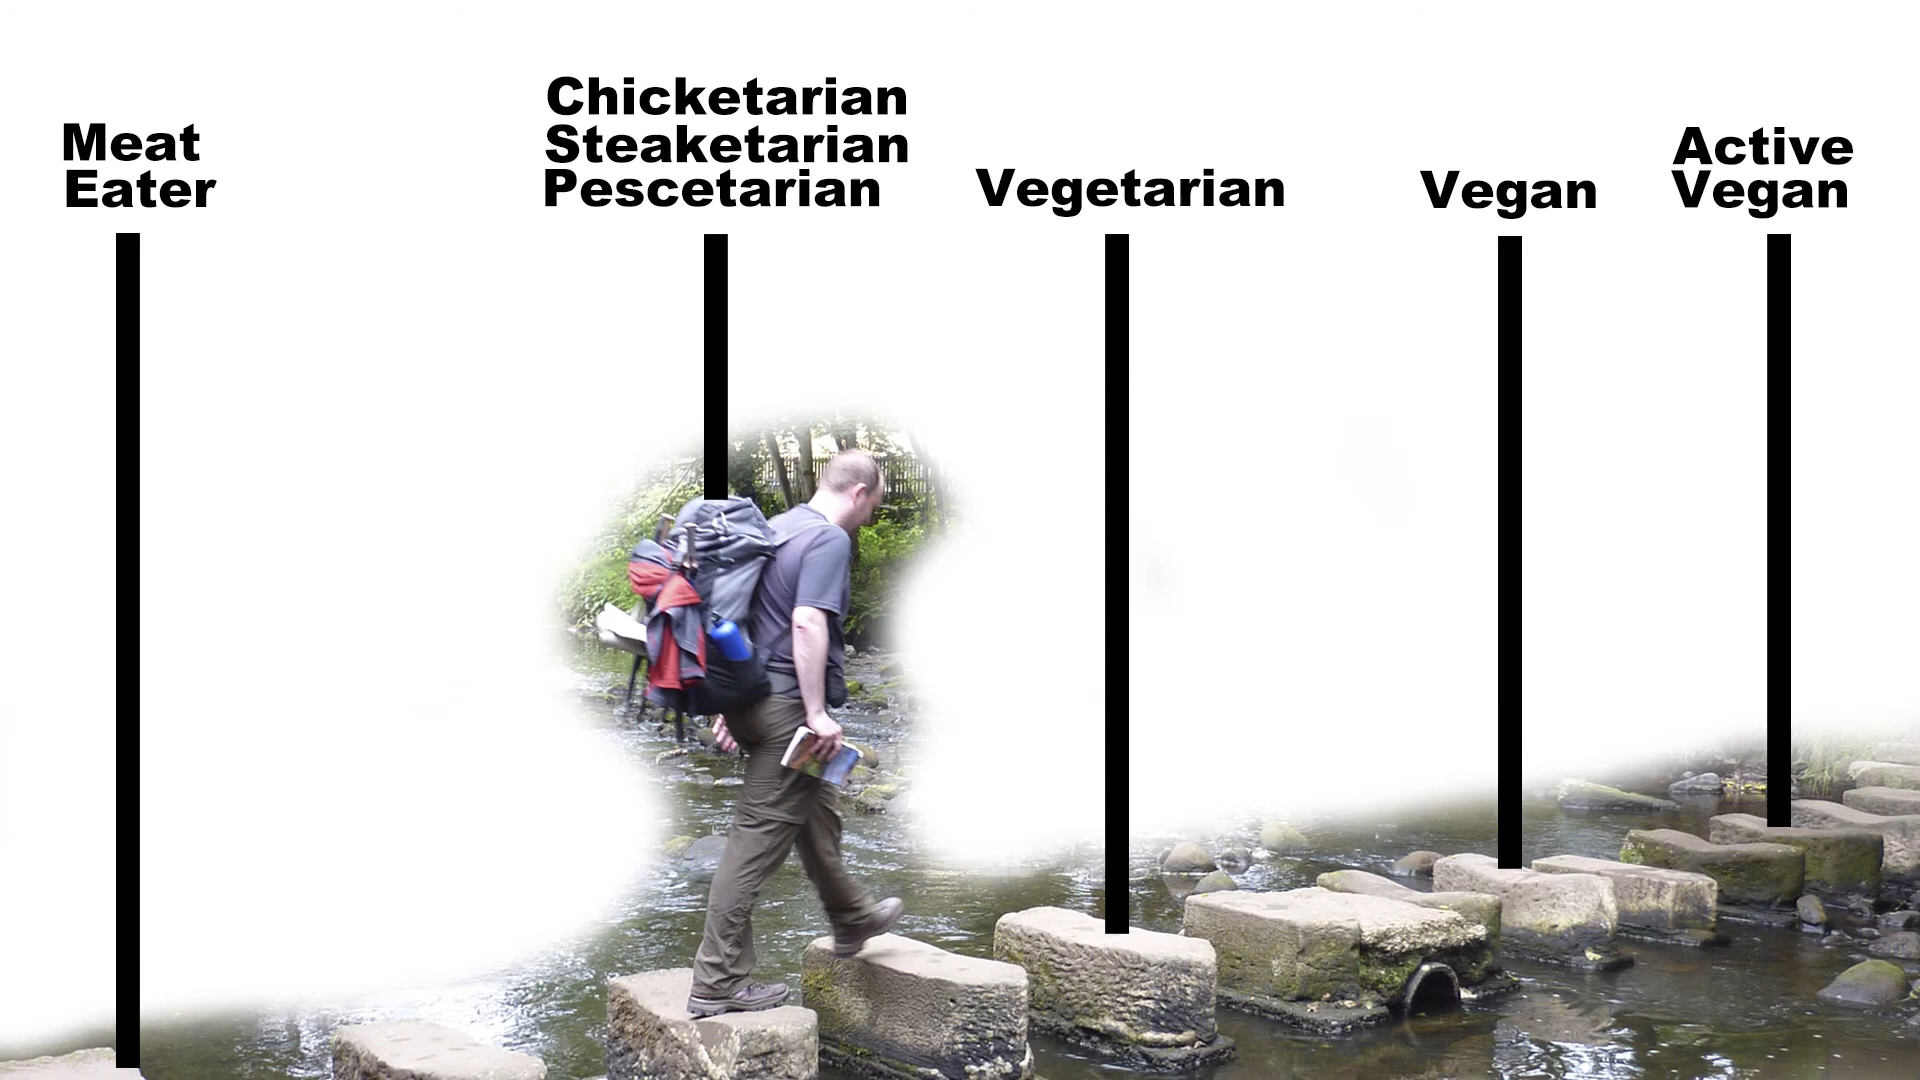 Meat
Eater
Chicketarian
Steaketarian
Pescetarian
Vegetarian
Vegan
Active
Vegan